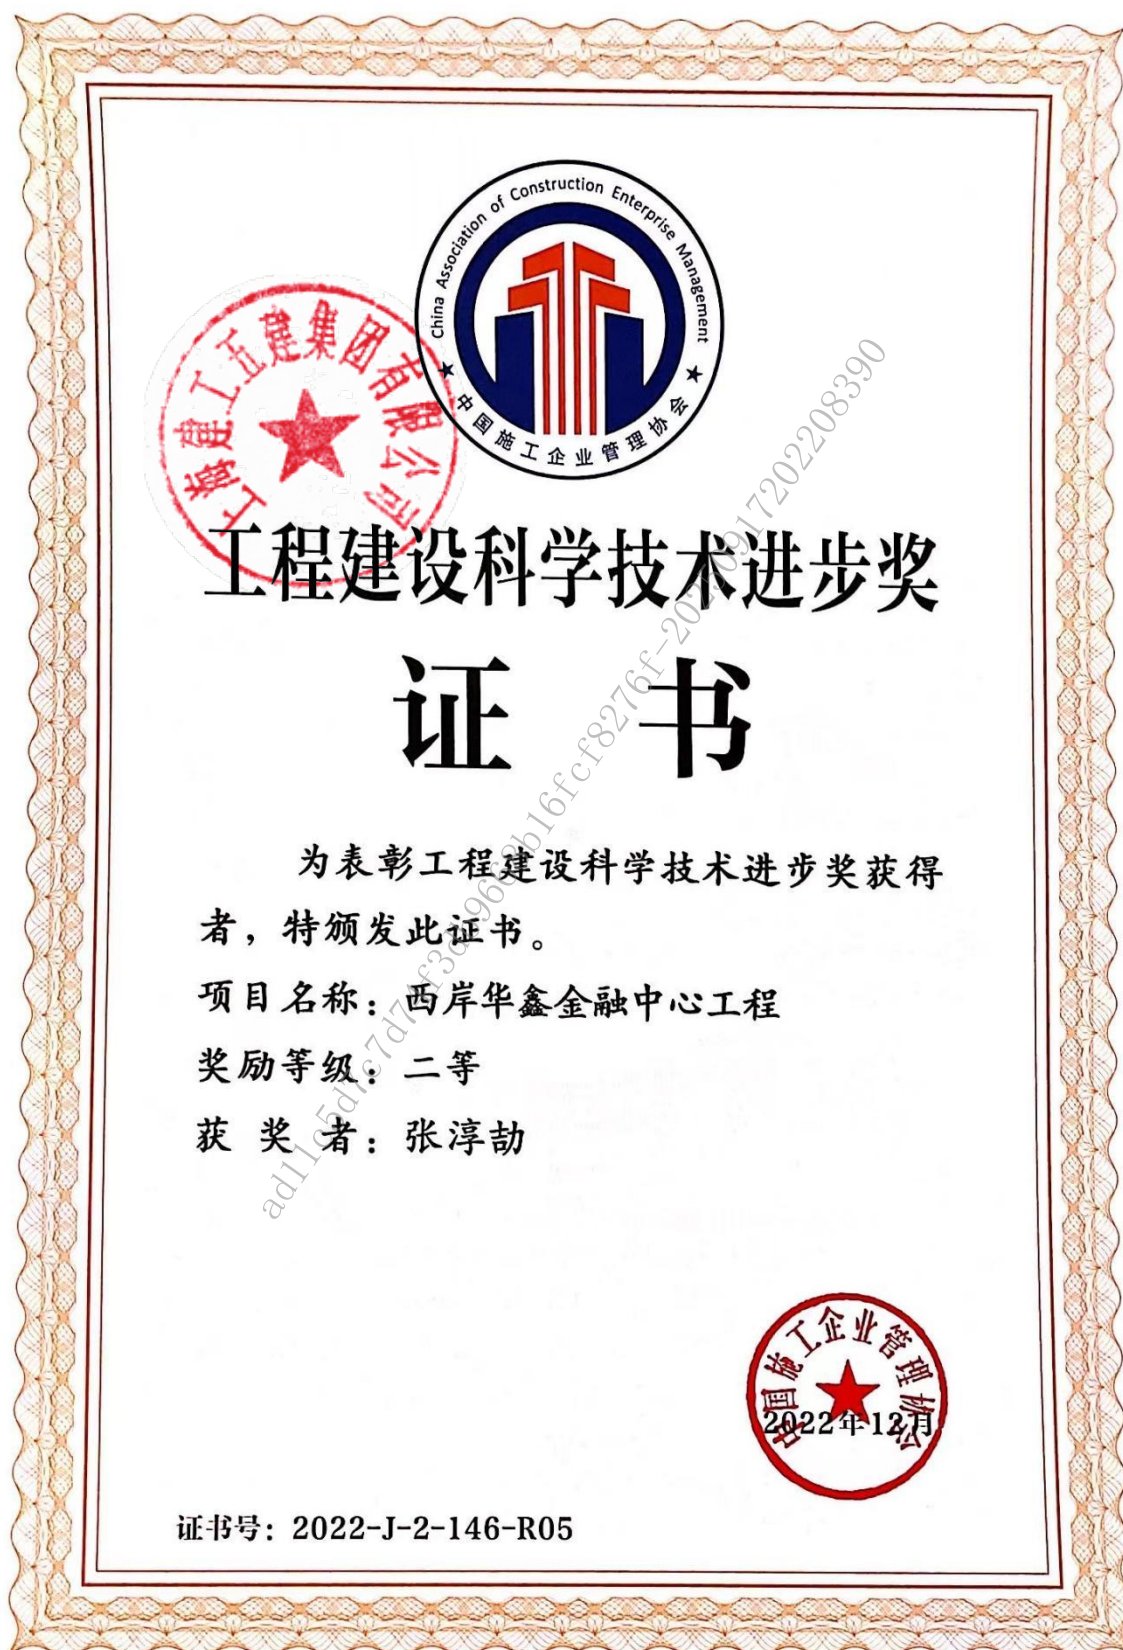 China Association of Construction Enterprise Management
中国施工企业管理协会
上海建工五建集团有限公司
工程建设科学技术进步奖
证 书
为表彰工程建设科学技术进步奖获得
者，特颁发此证书。
项目名称：西岸华鑫金融中心工程
奖励等级：二等
获 奖 者：张淳劼
中国施工企业管理协会
2022年12月
证书号：2022-J-2-146-R05